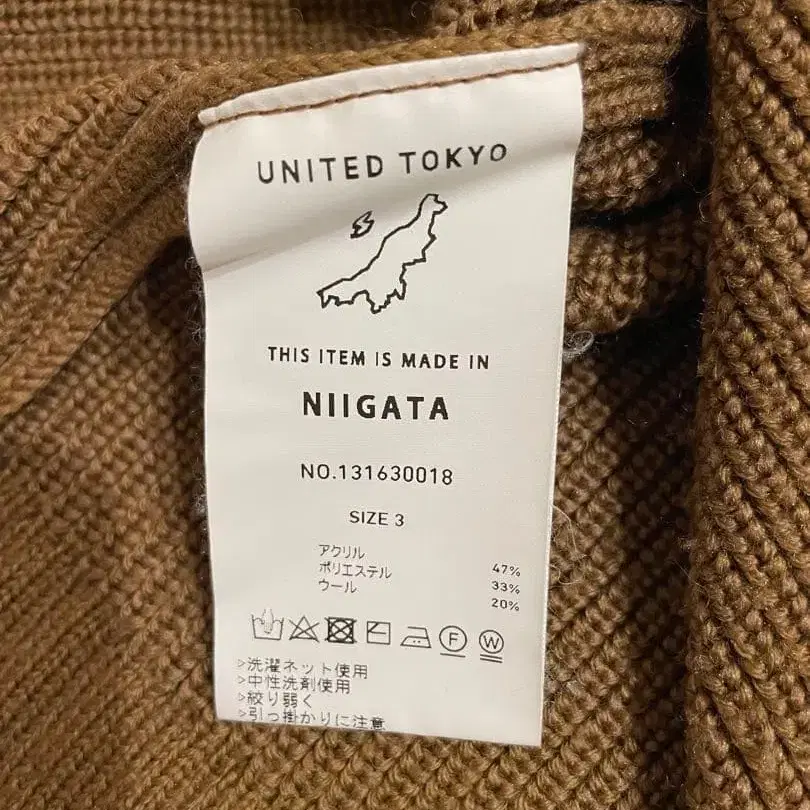 UNITED TOKYO
THIS ITEM IS MADE IN
NIIGATA
NO.131630018
SIZE 3
アクリル 47%
ポリエステル 33%
ウール 20%
F W
>洗濯ネット使用
>中性洗剤使用
>絞り弱く
>引っ掛かりに注意